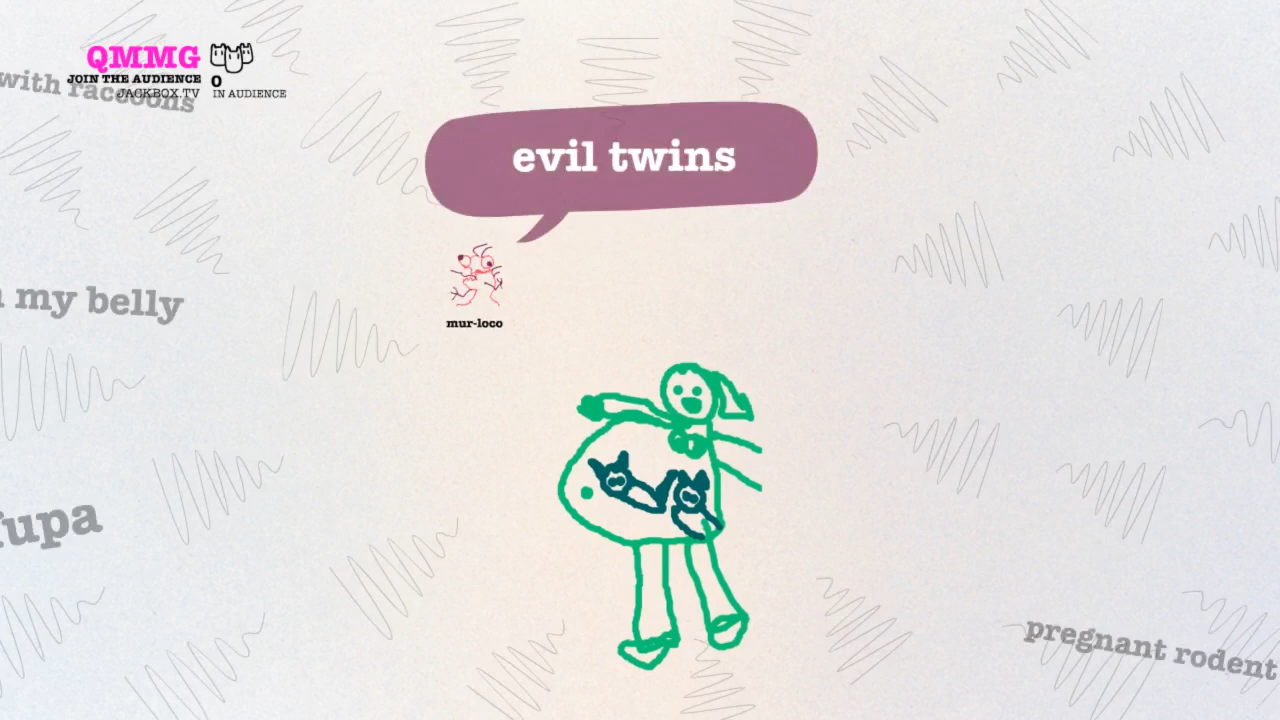 QMMG
JOIN THE AUDIENCE
JACKBOX.TV
0
IN AUDIENCE
with raccoons
evil twins
mur-loco
my belly
pregnant rodent